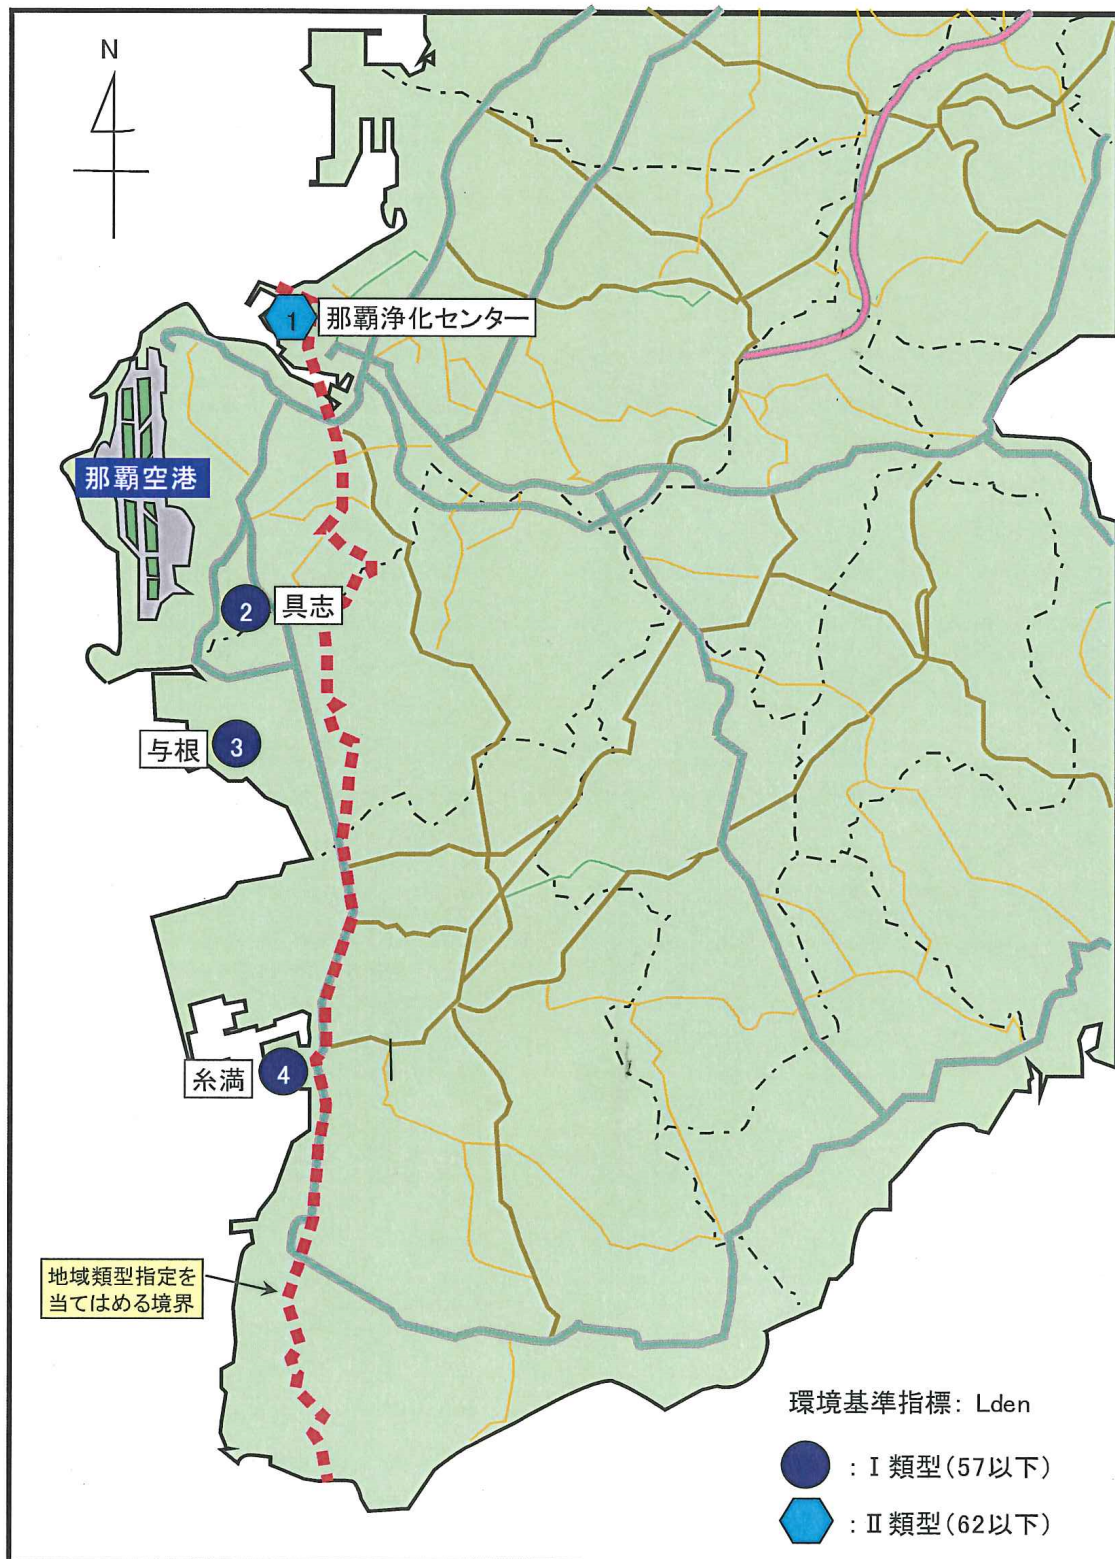 N
1
那覇浄化センター
那覇空港
2
具志
与根
3
糸満
4
地域類型指定を
当てはめる境界
環境基準指標: Lden
: Ⅰ類型(57以下)
: Ⅱ類型(62以下)